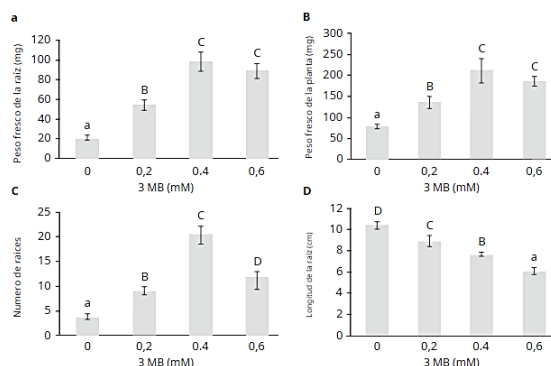 a
Peso fresco de la raíz (mg)
120
100
80
60
40
20
0
a
B
C
C
0
0,2
0.4
0,6
3 MB (mM)
B
Peso fresco de la planta (mg)
300
250
200
150
100
50
0
a
B
C
C
0
0,2
0.4
0,6
3 MB (mM)
C
Numero de raices
25
20
15
10
5
0
a
B
C
D
0
0,2
0.4
0,6
3 MB (mM)
D
Longitud de la raíz (cm)
12
10
8
6
4
2
0
D
C
B
a
0
0,2
0.4
0,6
3 MB (mM)